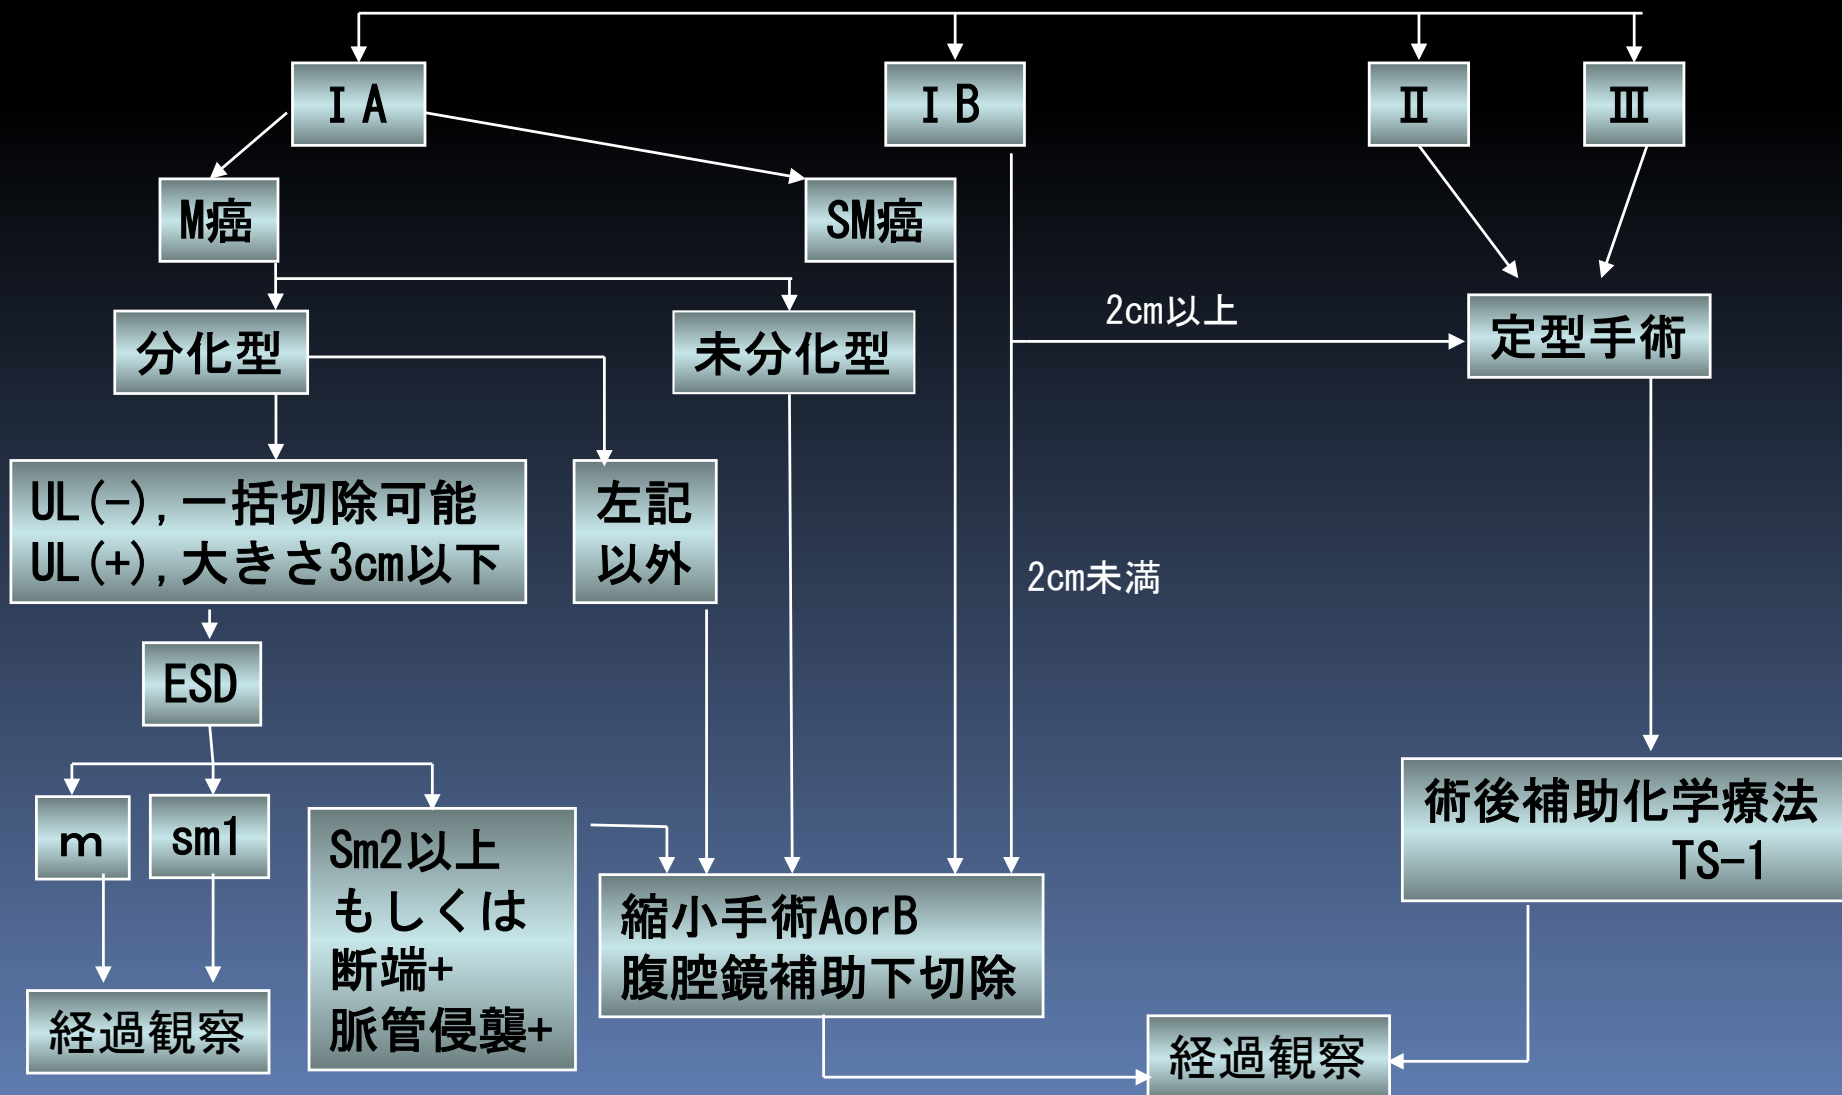 ⅠA
ⅠB
Ⅱ
Ⅲ
M癌
SM癌
分化型
未分化型
2cm以上
定型手術
UL(-),一括切除可能
UL(+),大きさ3cm以下
左記
以外
2cm未満
ESD
m
sm1
Sm2以上
もしくは
断端+
脈管侵襲+
縮小手術AorB
腹腔鏡補助下切除
術後補助化学療法
TS-1
経過観察
経過観察